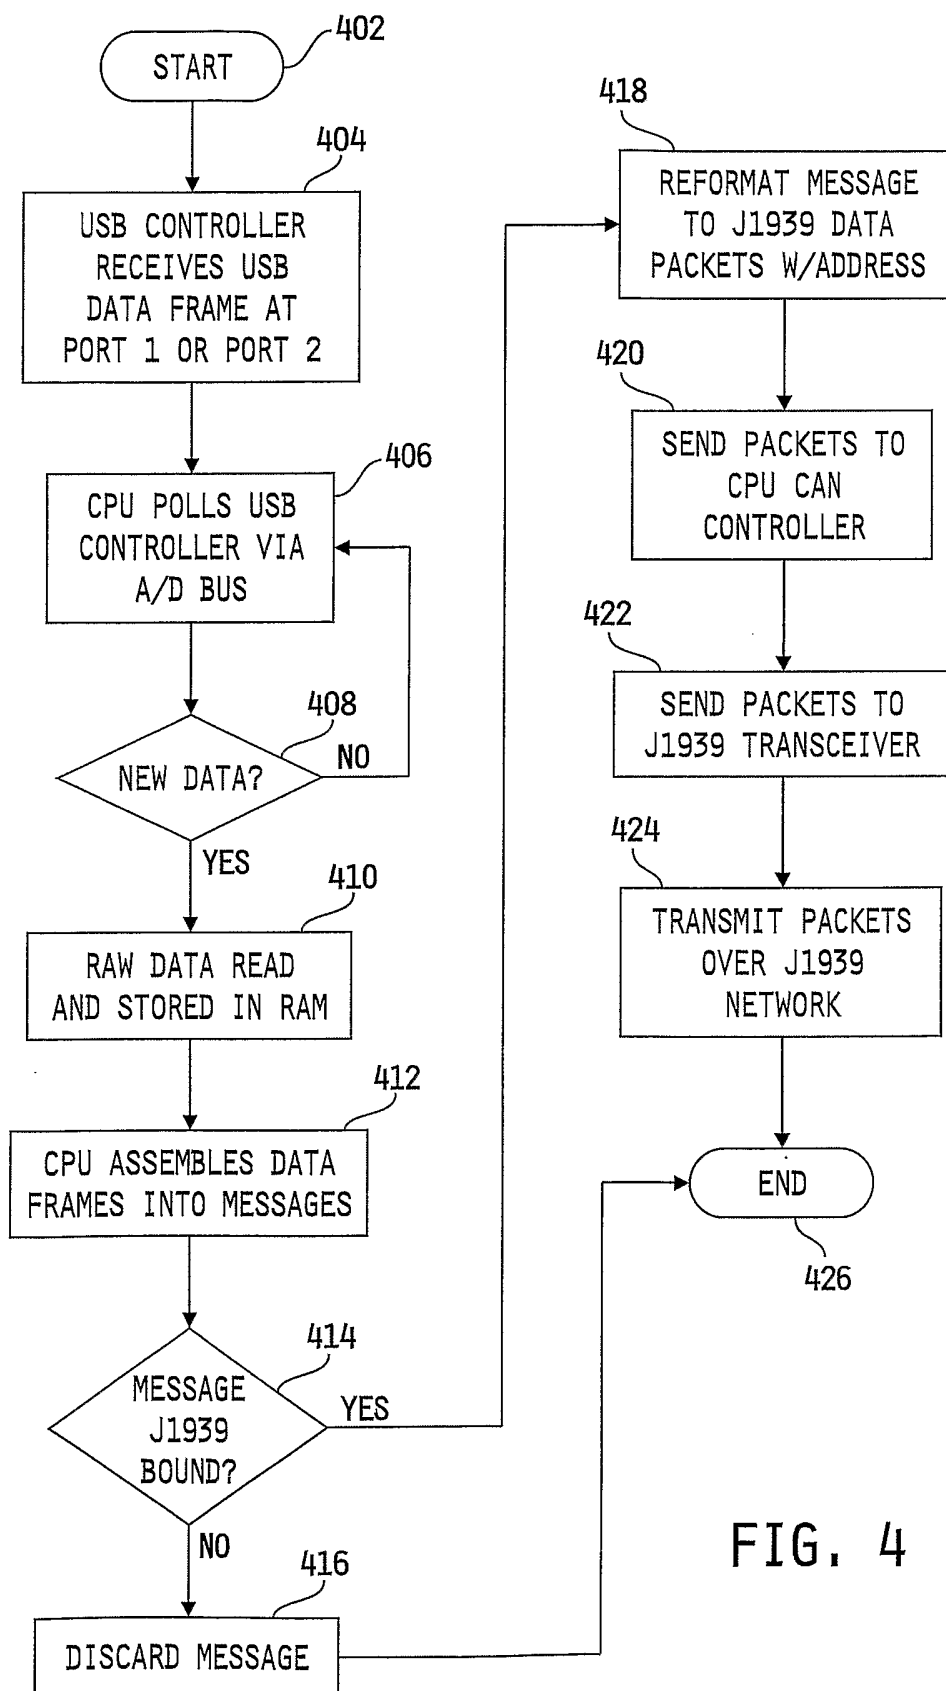 402
START
404
USB CONTROLLER
RECEIVES USB
DATA FRAME AT
PORT 1 OR PORT 2
406
CPU POLLS USB
CONTROLLER VIA
A/D BUS
408
NEW DATA?
NO
YES
410
RAW DATA READ
AND STORED IN RAM
412
CPU ASSEMBLES DATA
FRAMES INTO MESSAGES
414
MESSAGE
J1939
BOUND?
YES
NO
416
DISCARD MESSAGE
418
REFORMAT MESSAGE
TO J1939 DATA
PACKETS W/ADDRESS
420
SEND PACKETS TO
CPU CAN
CONTROLLER
422
SEND PACKETS TO
J1939 TRANSCEIVER
424
TRANSMIT PACKETS
OVER J1939
NETWORK
END
426
FIG. 4